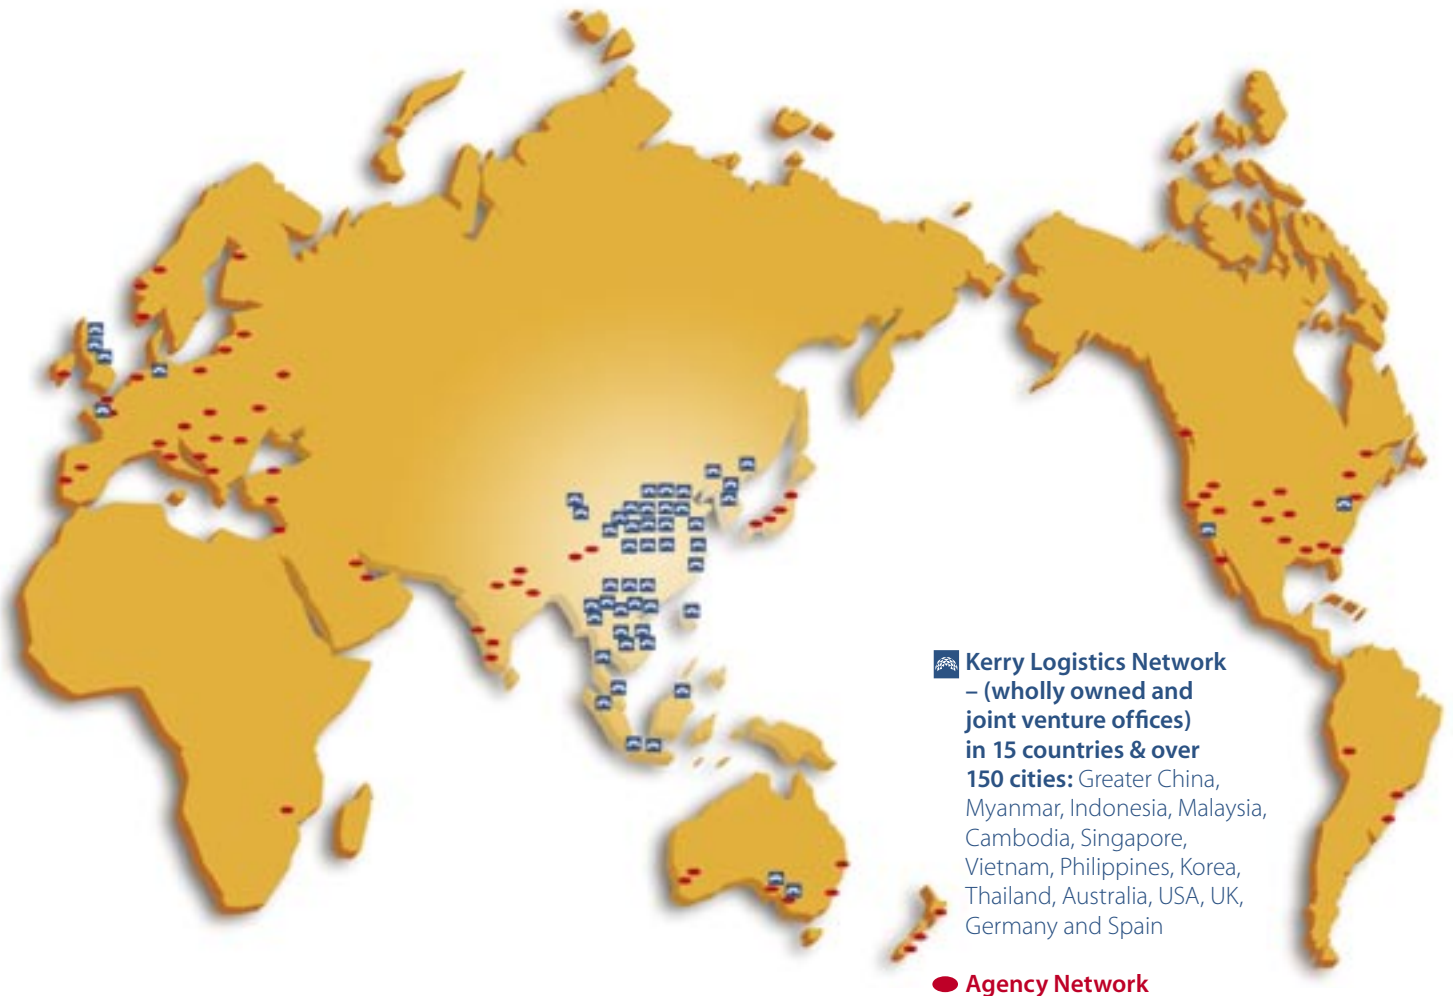 Kerry Logistics Network
– (wholly owned and
joint venture offices)
in 15 countries & over
150 cities: Greater China,
Myanmar, Indonesia, Malaysia,
Cambodia, Singapore,
Vietnam, Philippines, Korea,
Thailand, Australia, USA, UK,
Germany and Spain
Agency Network